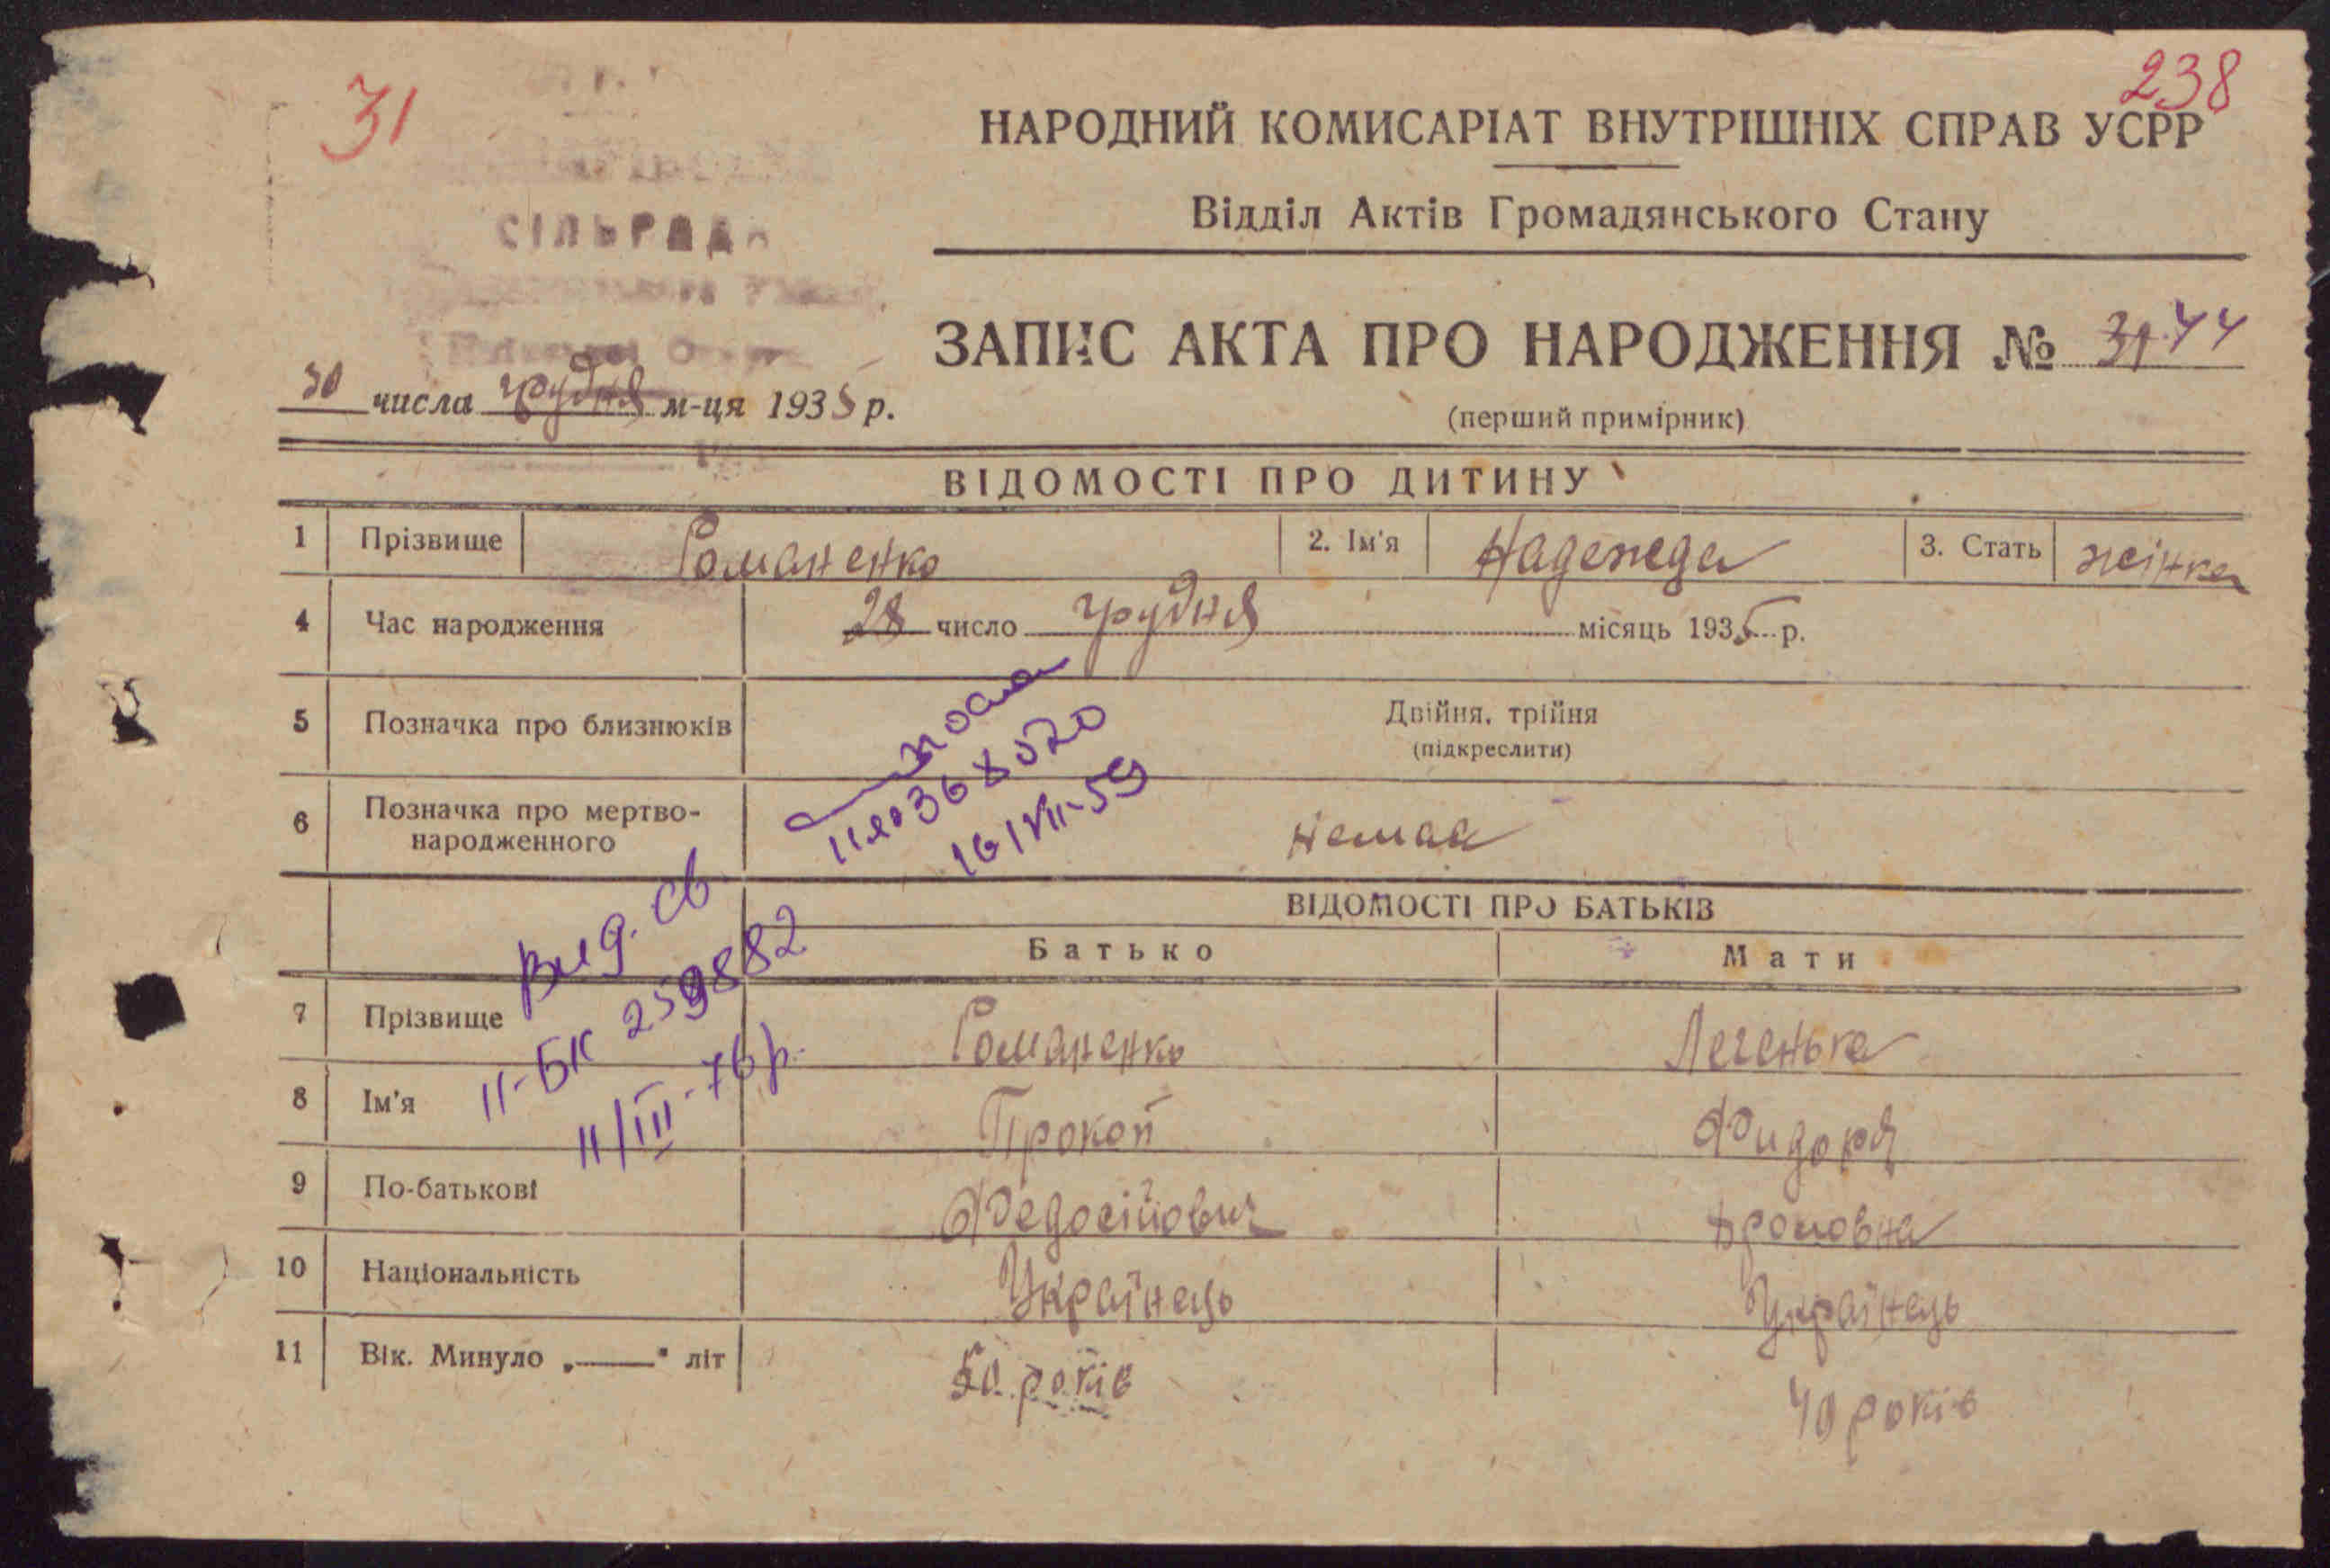 31
238
НАРОДНИЙ КОМИСАРІАТ ВНУТРІШНІХ СПРАВ УСРР
Відділ Актів Громадянського Стану
СІЛЬРАДА
ЗАПИС АКТА ПРО НАРОДЖЕННЯ №
30 числа грудня м-ця 1935 р.
(перший примірник)
ВІДОМОСТІ ПРО ДИТИНУ
1 Прізвище Романенко 2. Ім'я Надежда 3. Стать жінка
4 Час народження 28 число грудня місяць 1935 р.
5 Позначка про близнюків Двійня, трійня
(підкреслити)
6 Позначка про мертво-
народженного немає
368020
16/VII-59
Вид. св
II-БК 259882
11/III-76р.
ВІДОМОСТІ ПРО БАТЬКІВ
Батько Мати
7 Прізвище Романенко Легенька
8 Ім'я Прокоп Фидоря
9 По-батькові Федосійович
10 Національність Українець Українець
11 Вік. Минуло „—" літ 50 років 40 років